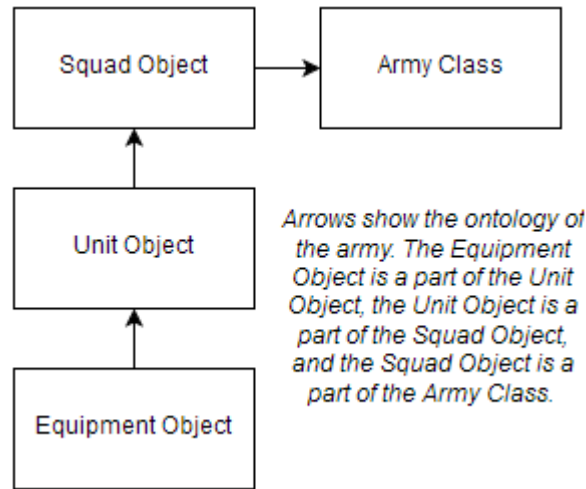 Squad Object
Army Class
Unit Object
Arrows show the ontology of
the army. The Equipment
Object is a part of the Unit
Object, the Unit Object is a
part of the Squad Object,
and the Squad Object is a
part of the Army Class.
Equipment Object